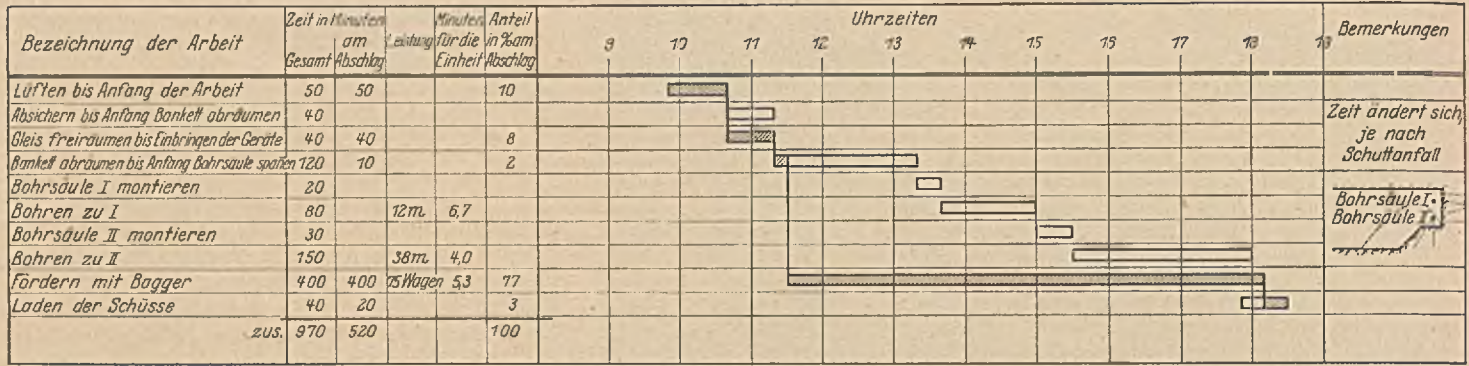 Bezeichnung der Arbeit
Zeit in Minuten
Gesamt
am Abschlag
Leistung
Minuten für die Einheit
Anteil in % am Abschlag
Uhrzeiten
9 10 11 12 13 14 15 16 17 18 19
Bemerkungen
Lüften bis Anfang der Arbeit 50 50 10
Absichern bis Anfang Bankett abräumen 40
Gleis freiräumen bis Einbringen der Geräte 40 40 8
Bankett abräumen bis Anfang Bohrsäule spannen 120 10 2
Bohrsäule I montieren 20
Bohren zu I 80 12m 6,7
Bohrsäule II montieren 30
Bohren zu II 150 38m 4,0
Fördern mit Bagger 400 400 75 Wagen 5,3 77
Laden der Schüsse 40 20 3
zus. 970 520 100
Zeit ändert sich,
je nach
Schuttanfall
Bohrsäule I
Bohrsäule